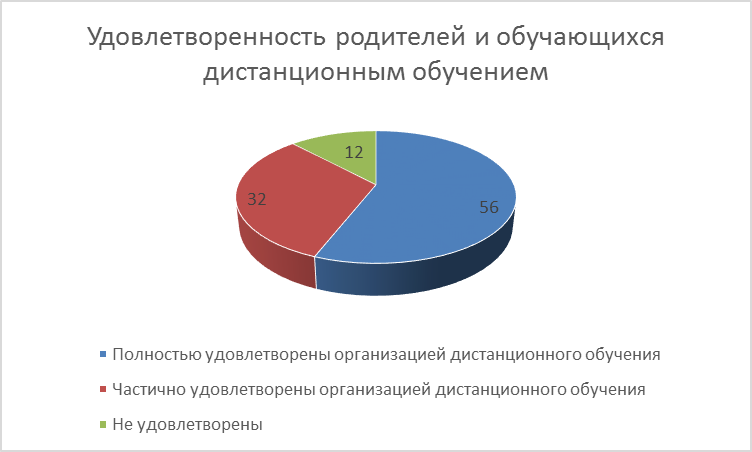 Удовлетворенность родителей и обучающихся
дистанционным обучением
12
32
56
Полностью удовлетворены организацией дистанционного обучения
Частично удовлетворены организацией дистанционного обучения
Не удовлетворены